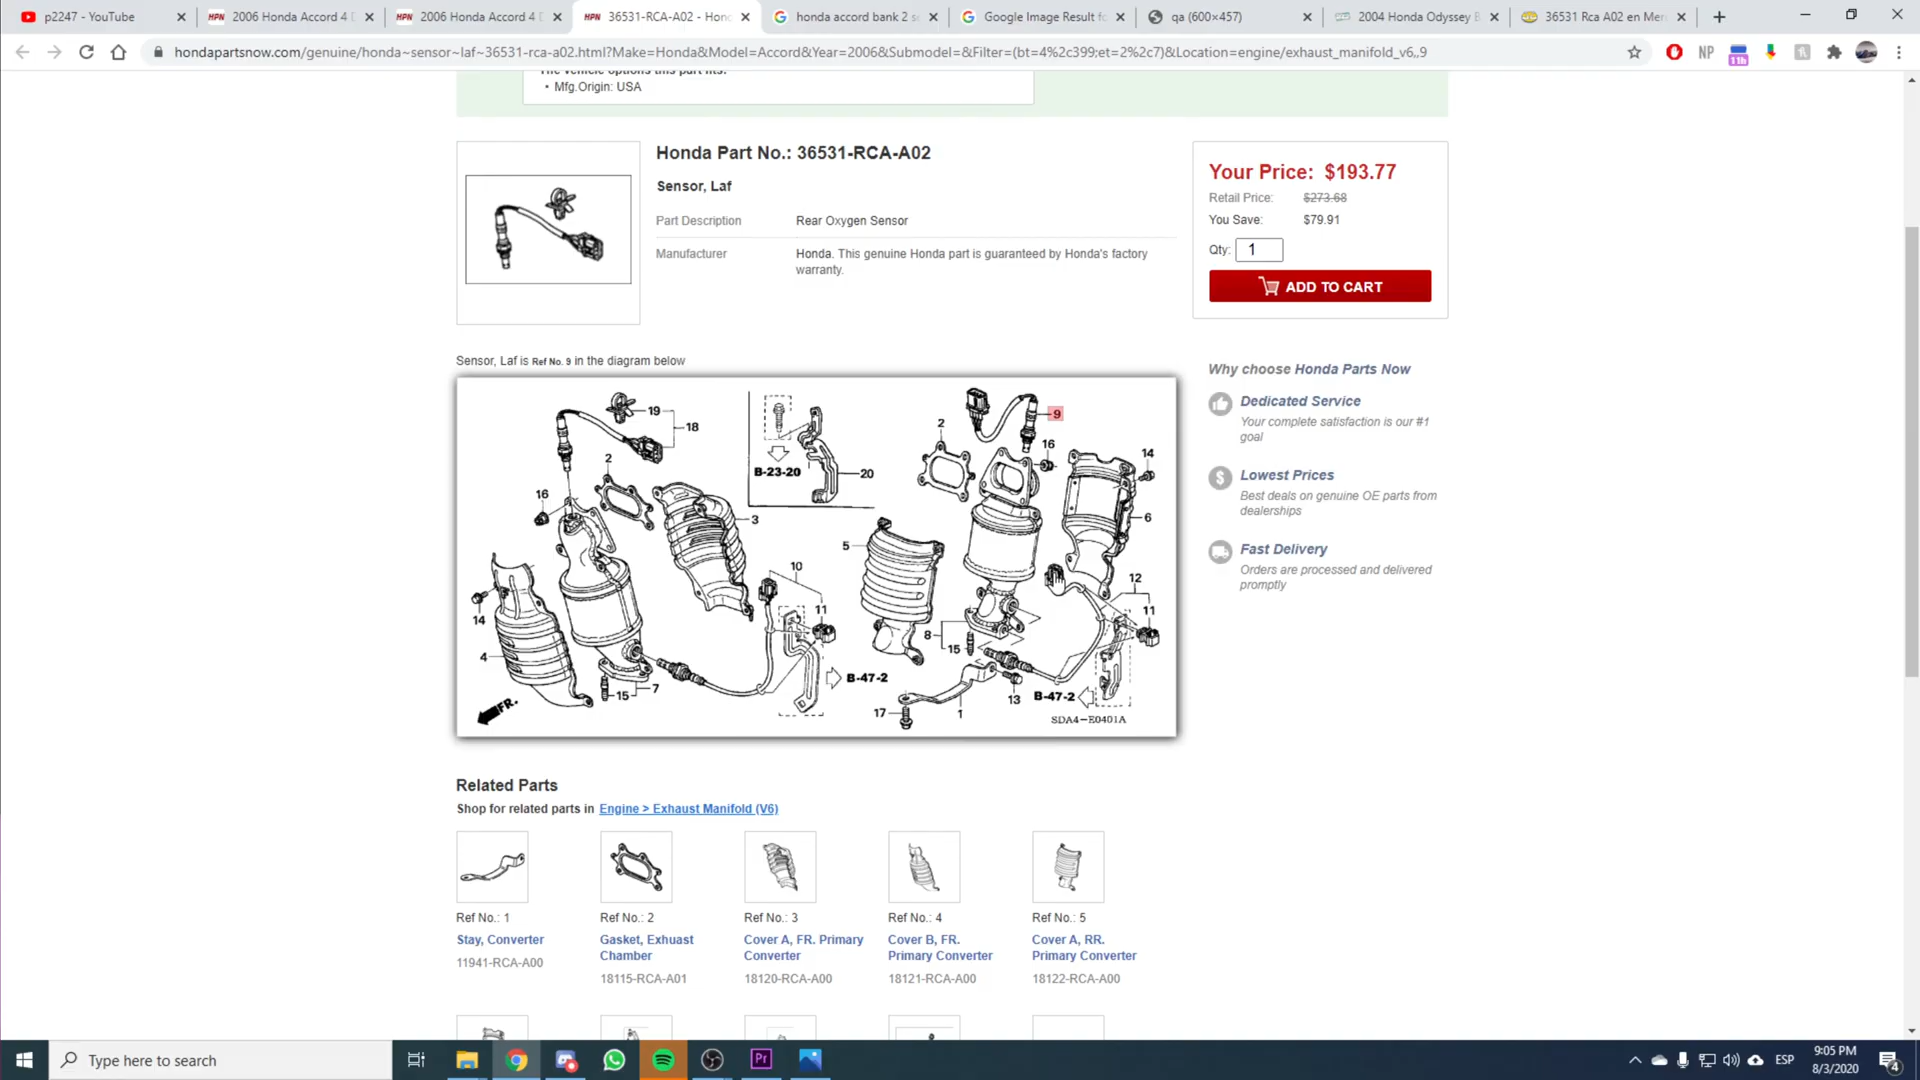 p2247 - YouTube
2006 Honda Accord 4 D
2006 Honda Accord 4 D
36531-RCA-A02 - Hon
honda accord bank 2 s
Google Image Result fo
qa (600×457)
2004 Honda Odyssey B
36531 Rca A02 en Mer
hondapartsnow.com/genuine/honda~sensor~laf~36531-rca-a02.html?Make=Honda&Model=Accord&Year=2006&Submodel=&Filter=(bt=4%2c399;et=2%2c7)&Location=engine/exhaust_manifold_v6,,9
NP
11h
The vehicle options this part fits:
• Mfg.Origin: USA
Honda Part No.: 36531-RCA-A02
Sensor, Laf
Part Description
Rear Oxygen Sensor
Manufacturer
Honda. This genuine Honda part is guaranteed by Honda's factory
warranty.
Your Price: $193.77
Retail Price: $273.68
You Save: $79.91
Qty: 1
ADD TO CART
Sensor, Laf is Ref No. 9 in the diagram below
19
18
2
16
3
14
4
15
7
FR.
B-23-20
20
10
11
B-47-2
2
9
16
14
6
5
12
11
8
15
13
17
1
B-47-2
SDA4-E0401A
Why choose Honda Parts Now
Dedicated Service
Your complete satisfaction is our #1
goal
Lowest Prices
Best deals on genuine OE parts from
dealerships
Fast Delivery
Orders are processed and delivered
promptly
Related Parts
Shop for related parts in Engine > Exhaust Manifold (V6)
Ref No.: 1
Stay, Converter
11941-RCA-A00
Ref No.: 2
Gasket, Exhuast
Chamber
18115-RCA-A01
Ref No.: 3
Cover A, FR. Primary
Converter
18120-RCA-A00
Ref No.: 4
Cover B, FR.
Primary Converter
18121-RCA-A00
Ref No.: 5
Cover A, RR.
Primary Converter
18122-RCA-A00
Type here to search
Pr
ESP
9:05 PM
8/3/2020
4